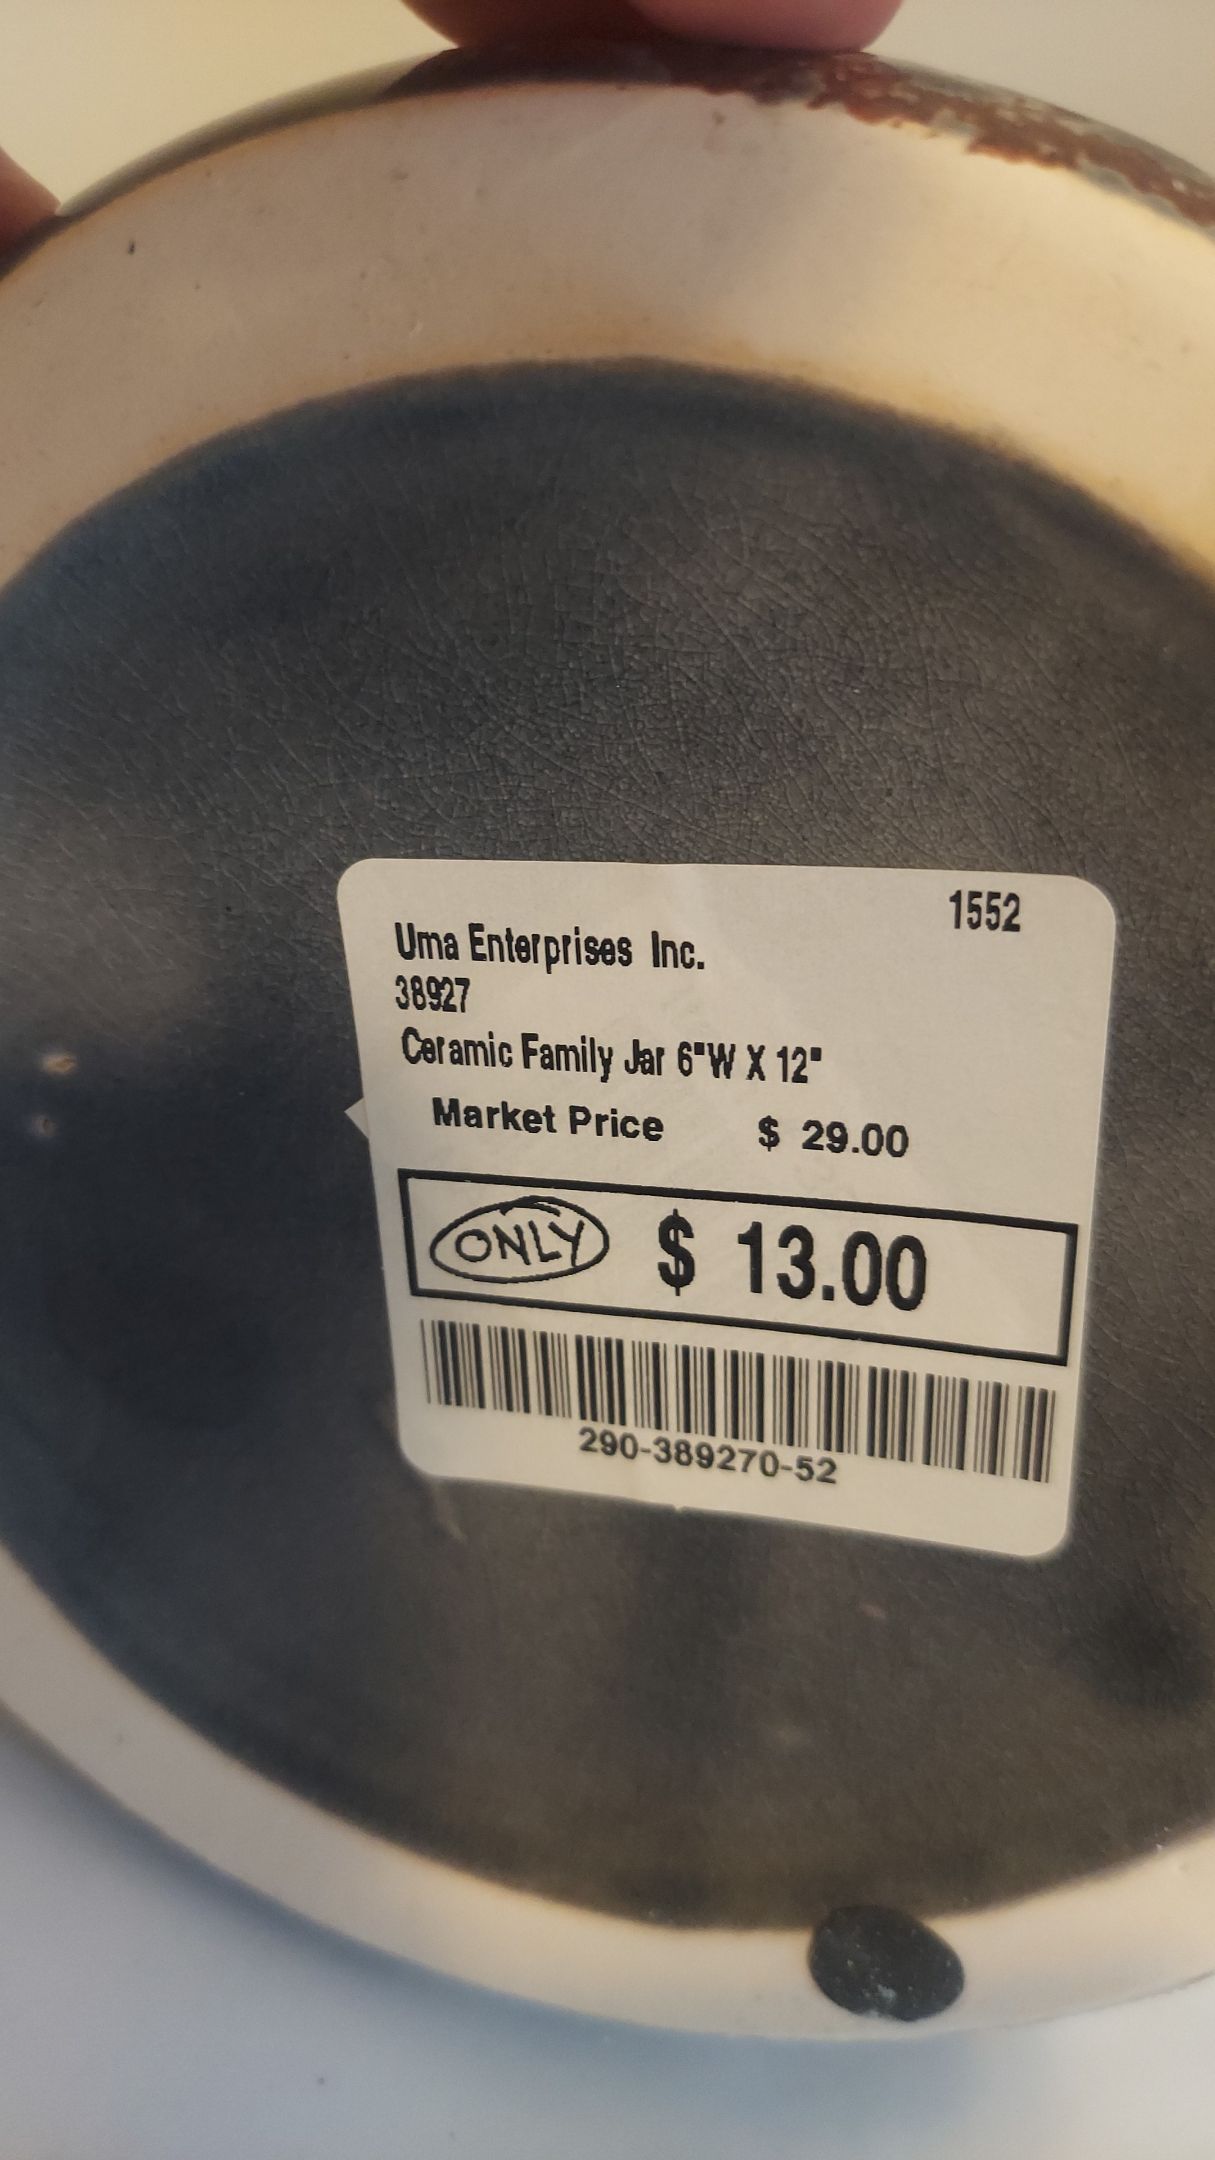 1552
Uma Enterprises Inc.
38927
Ceramic Family Jar 6"W X 12"
Market Price $ 29.00
ONLY $ 13.00
290-389270-52